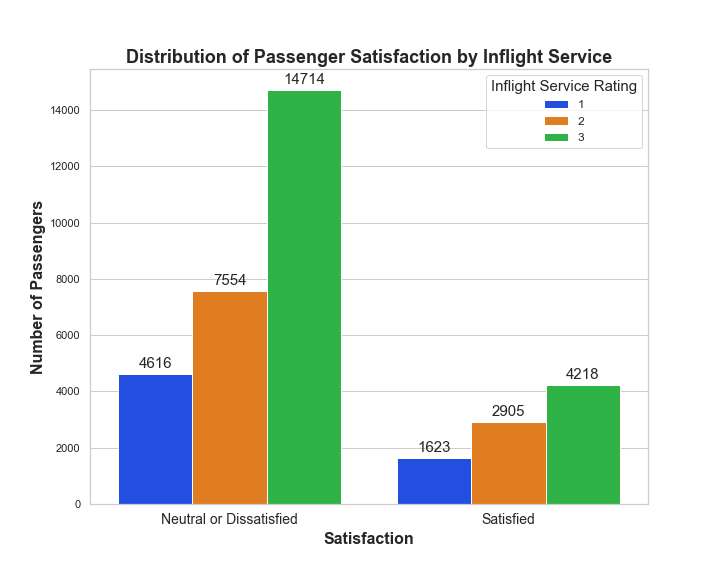 Distribution of Passenger Satisfaction by Inflight Service
14714
Inflight Service Rating
1
2
3
14000
12000
10000
8000
6000
4000
2000
0
Number of Passengers
4616
7554
1623
2905
4218
Neutral or Dissatisfied
Satisfied
Satisfaction